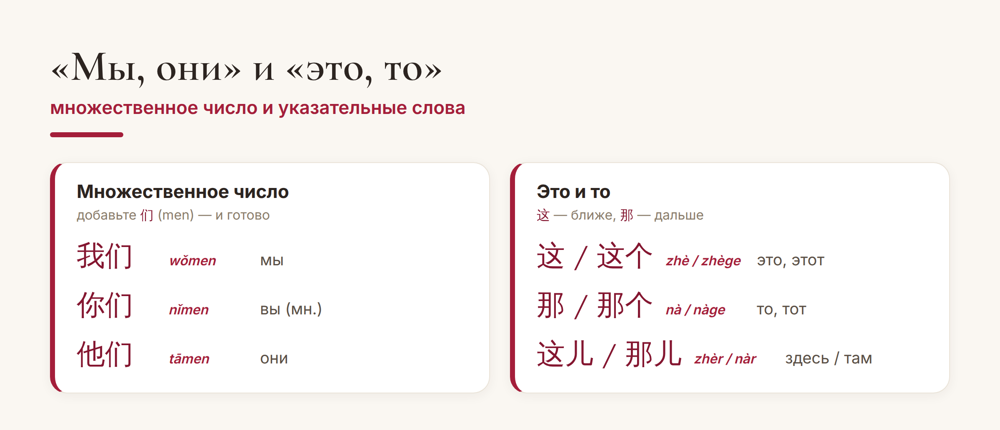 «Мы, они» и «это, то»
множественное число и указательные слова
Множественное число
добавьте 们 (men) — и готово
我们 wǒmen мы
你们 nǐmen вы (мн.)
他们 tāmen они
Это и то
这 — ближе, 那 — дальше
这 / 这个 zhè / zhège это, этот
那 / 那个 nà / nàge то, тот
这儿 / 那儿 zhèr / nàr здесь / там